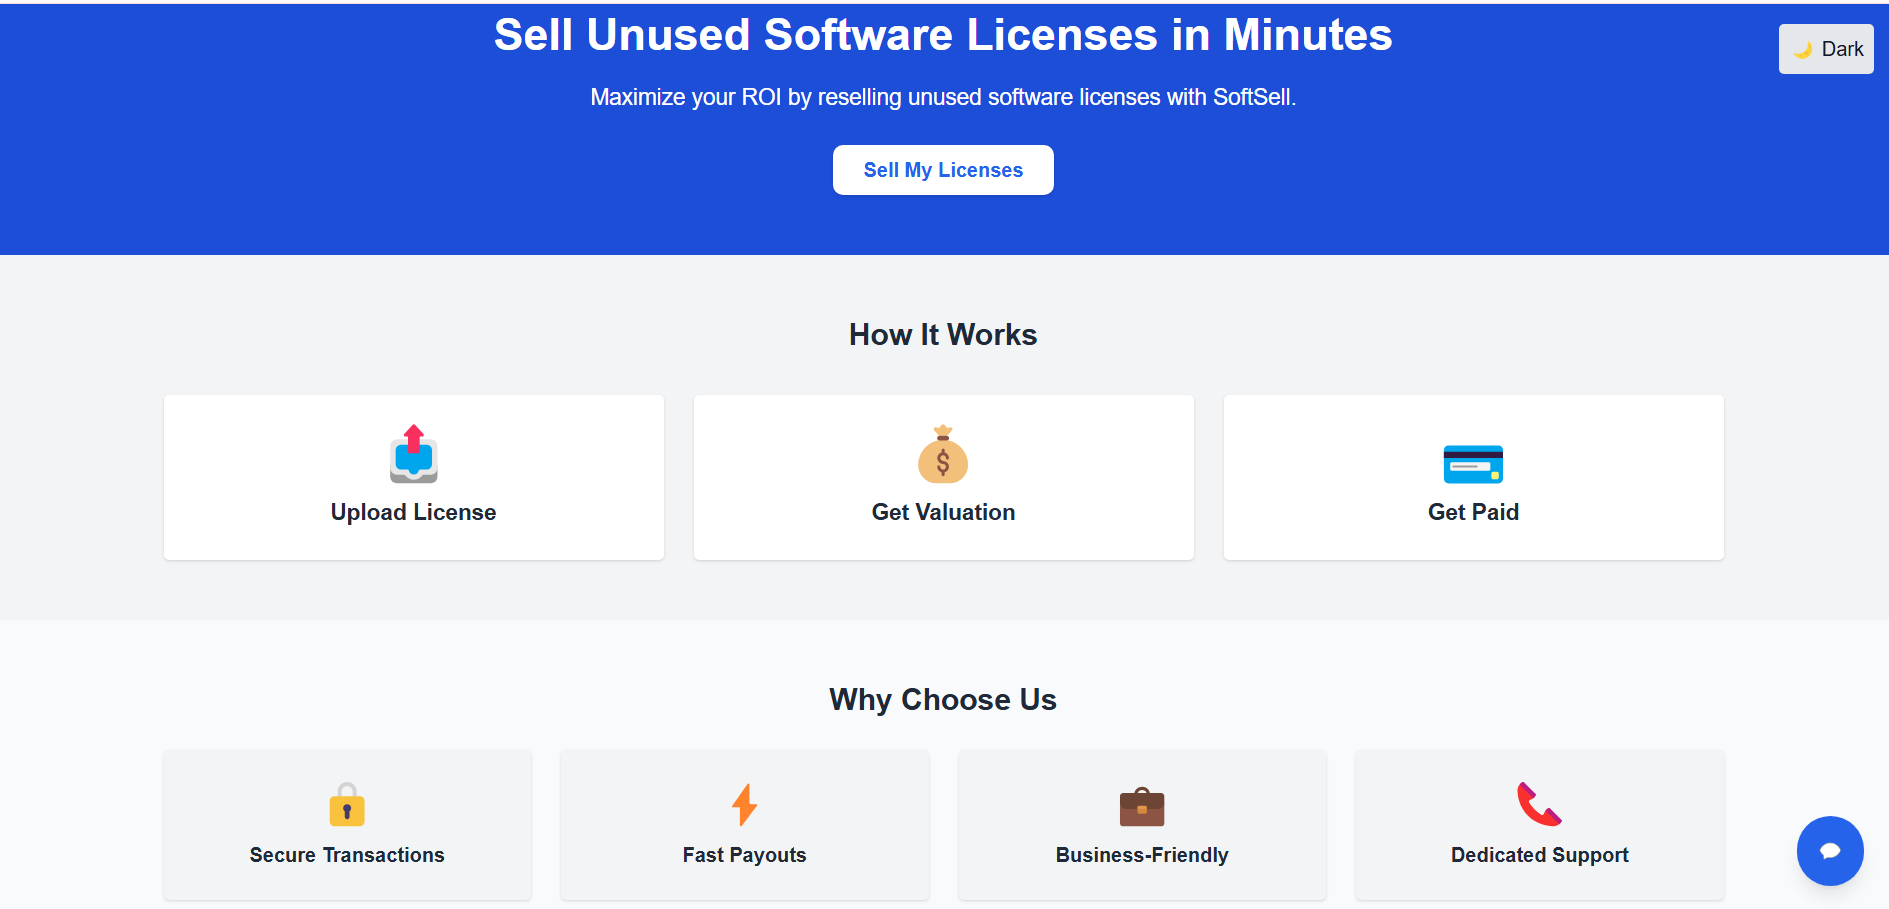 Sell Unused Software Licenses in Minutes
Dark
Maximize your ROI by reselling unused software licenses with SoftSell.
Sell My Licenses
How It Works
Upload License
Get Valuation
Get Paid
Why Choose Us
Secure Transactions
Fast Payouts
Business-Friendly
Dedicated Support